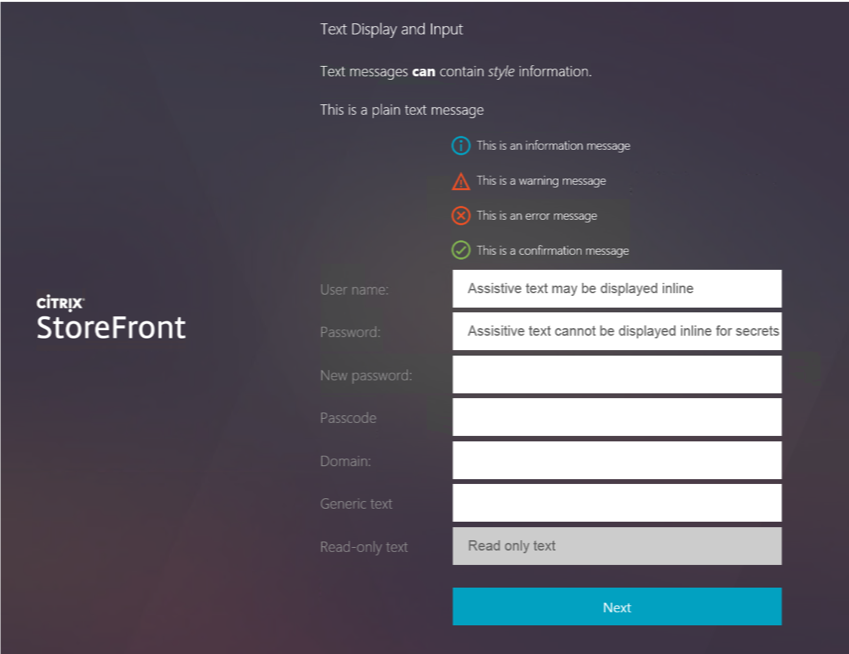 Text Display and Input
Text messages can contain style information.
This is a plain text message
This is an information message
This is a warning message
This is an error message
This is a confirmation message
CITRIX
StoreFront
User name: Assistive text may be displayed inline
Password: Assisitive text cannot be displayed inline for secrets
New password:
Passcode
Domain:
Generic text
Read-only text Read only text
Next